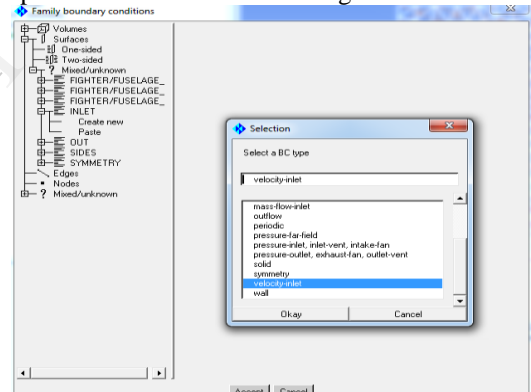 Family boundary conditions
Volumes
Surfaces
One-sided
Two-sided
? Mixed/unknown
FIGHTER/FUSELAGE_
FIGHTER/FUSELAGE_
FIGHTER/FUSELAGE_
INLET
Create new
Paste
OUT
SIDES
SYMMETRY
Edges
Nodes
? Mixed/unknown
Selection
Select a BC type
velocity-inlet
mass-flow-inlet
outflow
periodic
pressure-far-field
pressure-inlet, inlet-vent, intake-fan
pressure-outlet, exhaust-fan, outlet-vent
solid
symmetry
velocity-inlet
wall
Okay Cancel
Accept Cancel